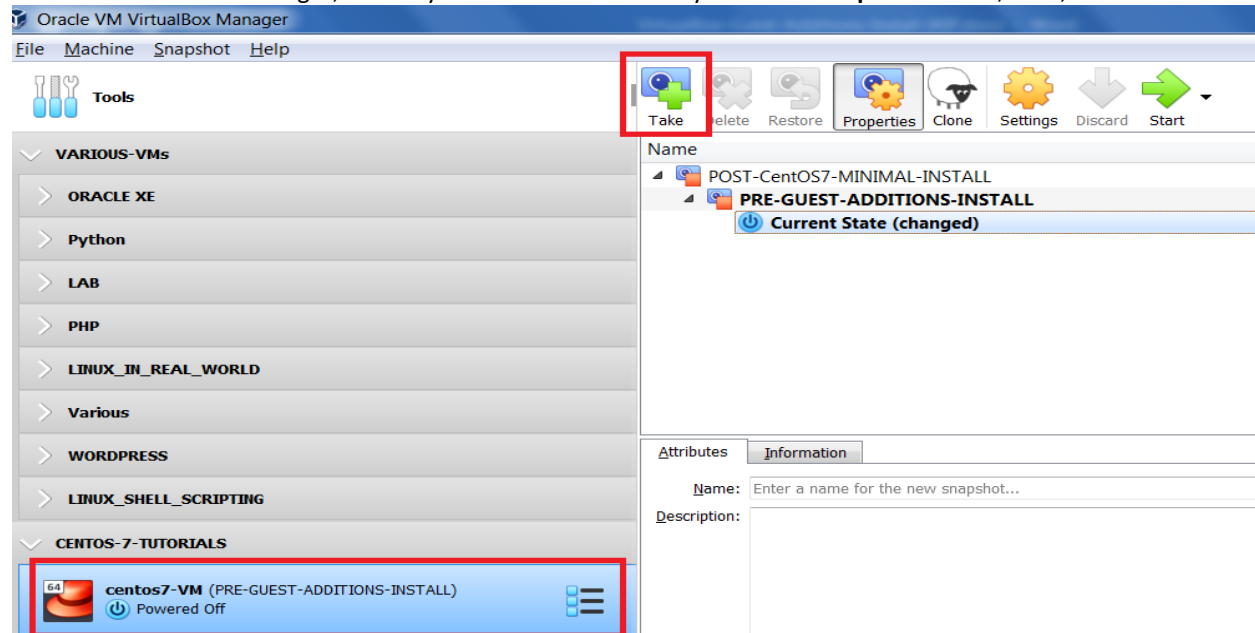 Oracle VM VirtualBox Manager
File Machine Snapshot Help
Tools
Take Delete Restore Properties Clone Settings Discard Start
VARIOUS-VMs
ORACLE XE
Python
LAB
PHP
LINUX_IN_REAL_WORLD
Various
WORDPRESS
LINUX_SHELL_SCRIPTING
CENTOS-7-TUTORIALS
64
centos7-VM (PRE-GUEST-ADDITIONS-INSTALL)
Powered Off
Name
POST-CentOS7-MINIMAL-INSTALL
PRE-GUEST-ADDITIONS-INSTALL
Current State (changed)
Attributes Information
Name: Enter a name for the new snapshot...
Description: